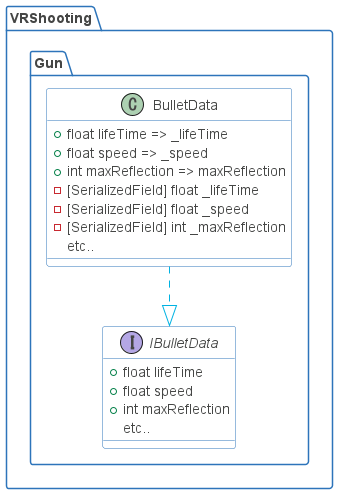 VRShooting
Gun
C BulletData
float lifeTime => _lifeTime
float speed => _speed
int maxReflection => maxReflection
[SerializedField] float _lifeTime
[SerializedField] float _speed
[SerializedField] int _maxReflection
etc..
I IBulletData
float lifeTime
float speed
int maxReflection
etc..